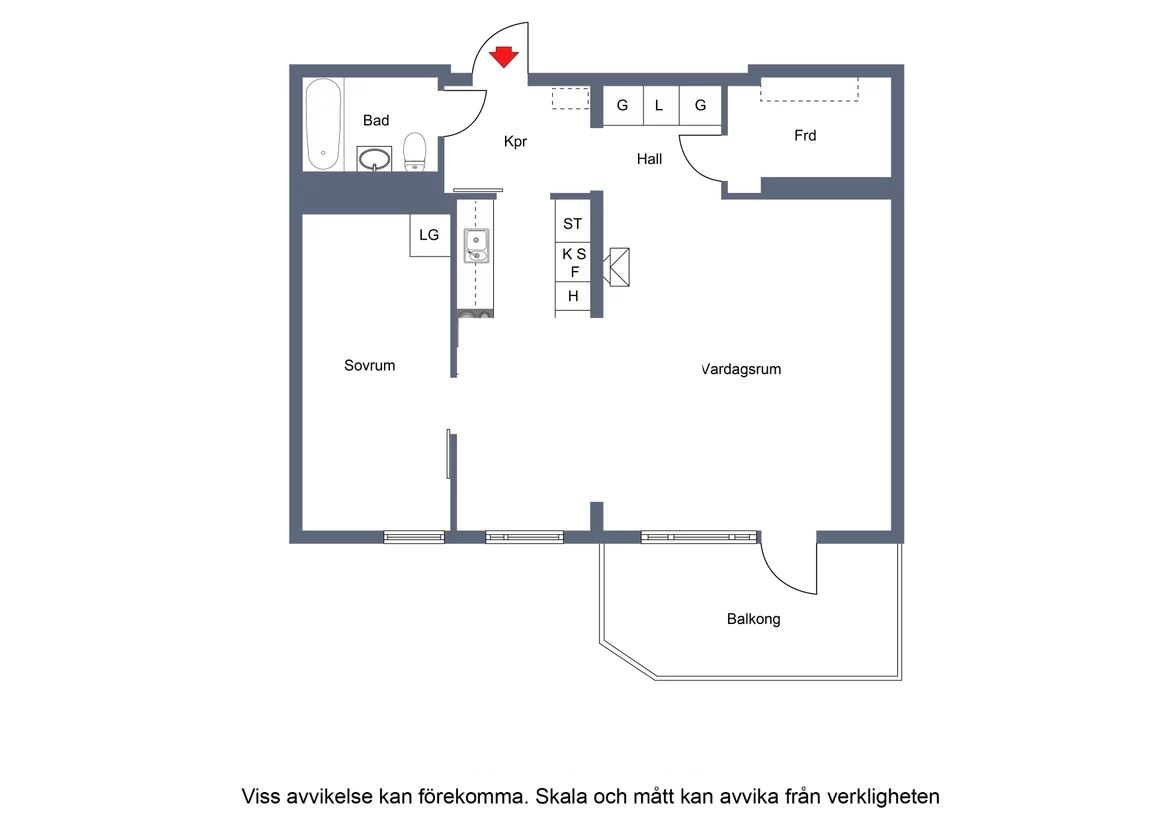 Bad
Kpr
G
L
G
Frd
Hall
LG
ST
K S
F
H
Sovrum
Vardagsrum
Balkong
Viss avvikelse kan förekomma. Skala och mått kan avvika från verkligheten